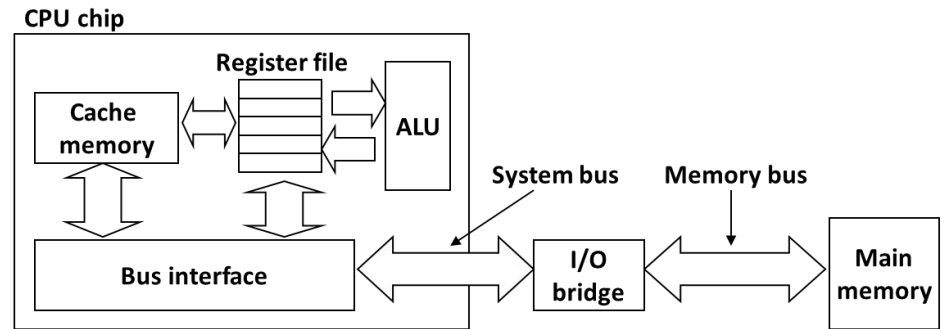 CPU chip
Register file
Cache
memory
ALU
System bus
Memory bus
Bus interface
I/O
bridge
Main
memory